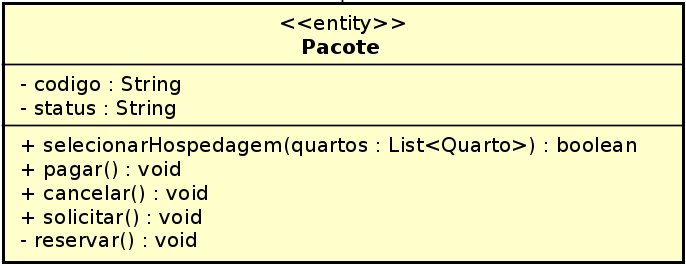 <<entity>>
Pacote
- codigo : String
- status : String
+ selecionarHospedagem(quartos : List<Quarto>) : boolean
+ pagar() : void
+ cancelar() : void
+ solicitar() : void
- reservar() : void